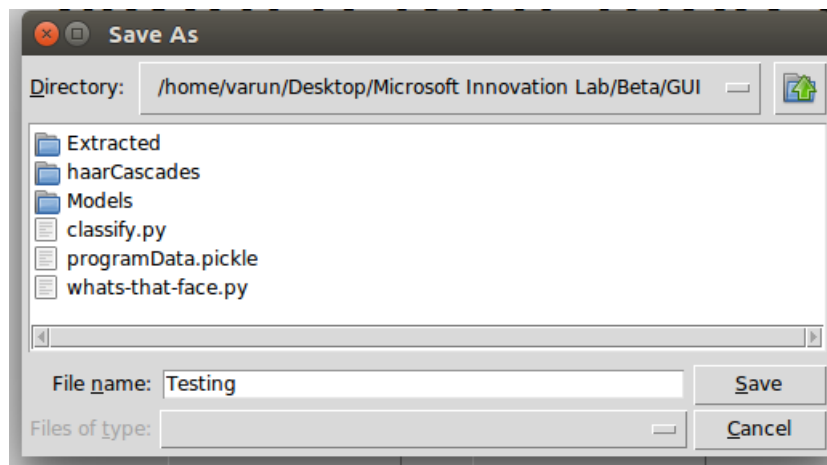 Save As
Directory: /home/varun/Desktop/Microsoft Innovation Lab/Beta/GUI
Extracted
haarCascades
Models
classify.py
programData.pickle
whats-that-face.py
File name: Testing Save
Files of type: Cancel